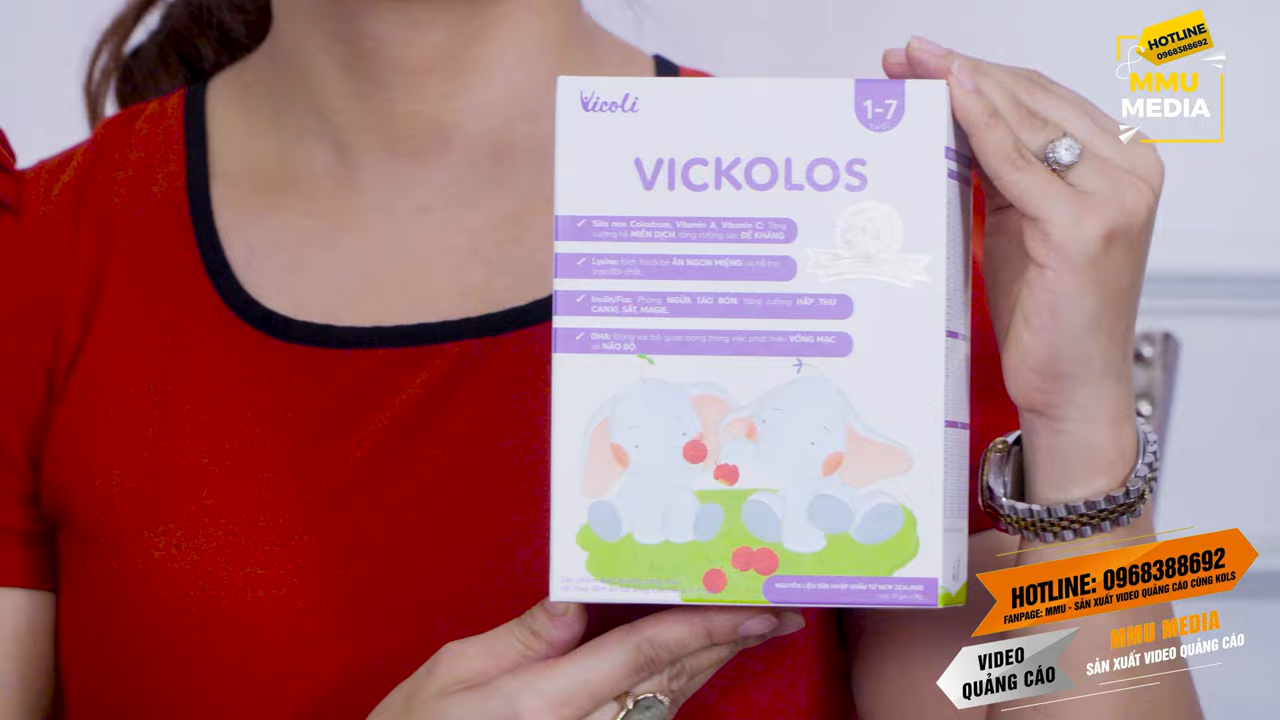 Vicoli
1-7
TUỔI
VICKOLOS
Sữa non Colostrum, Vitamin A, Vitamin C: Tăng
cường hệ MIỄN DỊCH, tăng cường sức ĐỀ KHÁNG
Lysine: Kích thích bé ĂN NGON MIỆNG và hỗ trợ
trao đổi chất.
Inulin/Fos: Phòng NGỪA TÁO BÓN, tăng cường HẤP THU
CANXI, SẮT, MAGIE.
DHA: Đóng vai trò quan trọng trong việc phát triển VÕNG MẠC
và NÃO BỘ
NGUYÊN LIỆU SỮA NHẬP KHẨU TỪ NEW ZEALAND
HOTLINE
0968388692
MMU
MEDIA
HOTLINE: 0968388692
FANPAGE: MMU - SẢN XUẤT VIDEO QUẢNG CÁO CÙNG KOLS
VIDEO
QUẢNG CÁO
MMU MEDIA
SẢN XUẤT VIDEO QUẢNG CÁO